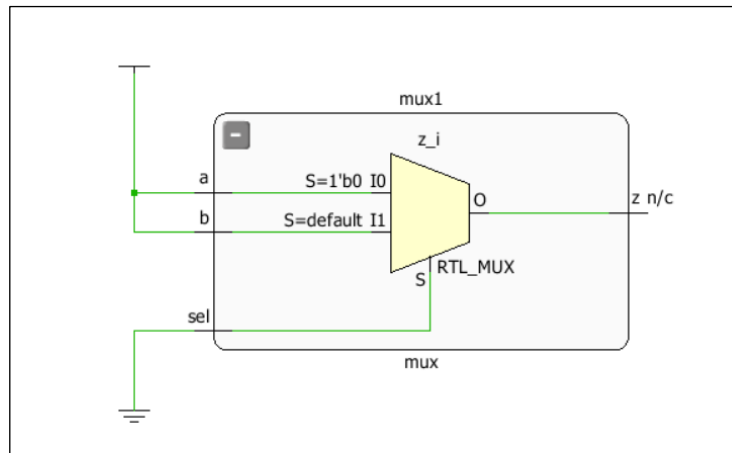 mux1
-
z_i
a
S=1'b0 I0
O
z n/c
b
S=default I1
RTL_MUX
S
sel
mux